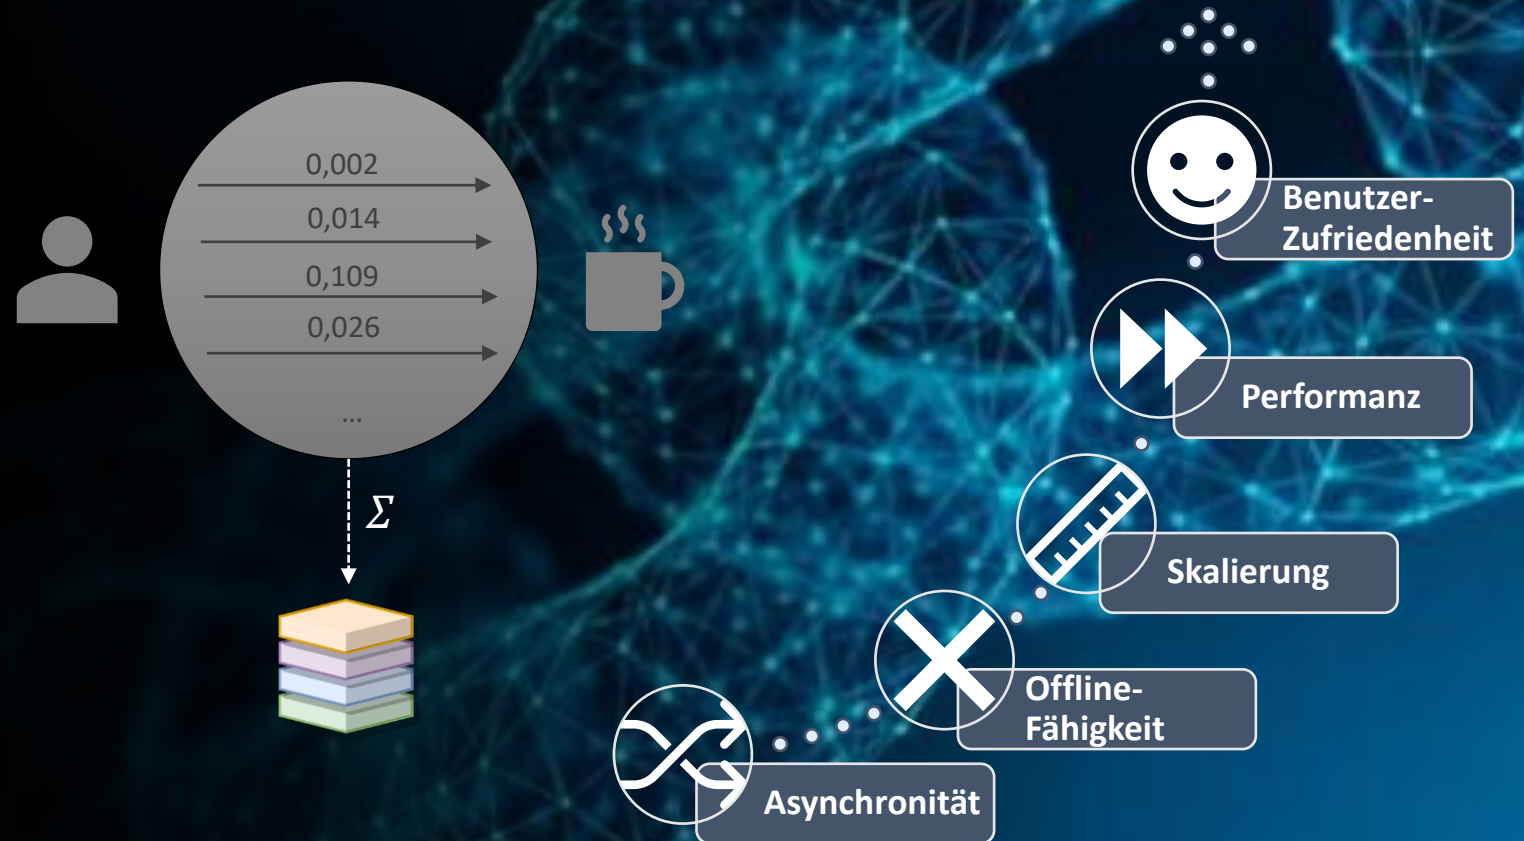 0,002
0,014
0,109
0,026
...
Σ
Benutzer-
Zufriedenheit
Performanz
Skalierung
Offline-
Fähigkeit
Asynchronität